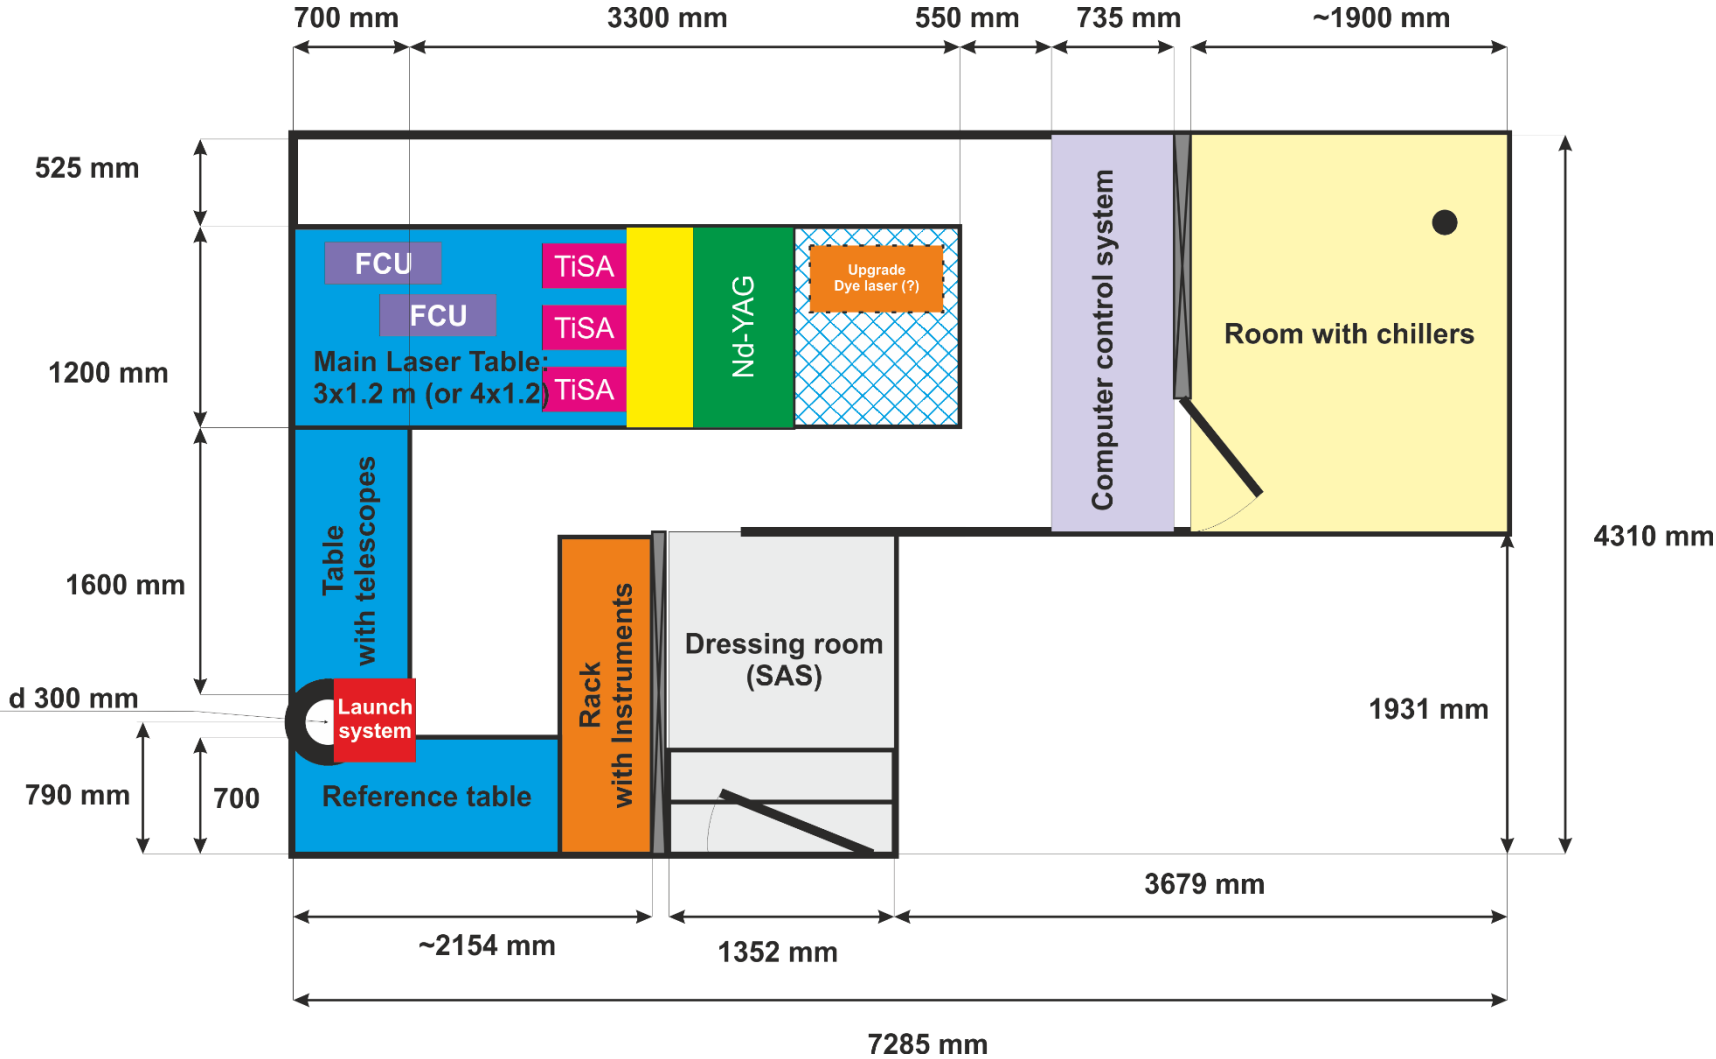 700 mm
3300 mm
550 mm
735 mm
~1900 mm
525 mm
1200 mm
1600 mm
d 300 mm
790 mm
700
FCU
FCU
TiSA
TiSA
TiSA
Main Laser Table:
3x1.2 m (or 4x1.2)
Nd-YAG
Upgrade
Dye laser (?)
Computer control system
Room with chillers
Table
with telescopes
Launch
system
Reference table
Rack
with Instruments
Dressing room
(SAS)
4310 mm
1931 mm
3679 mm
~2154 mm
1352 mm
7285 mm